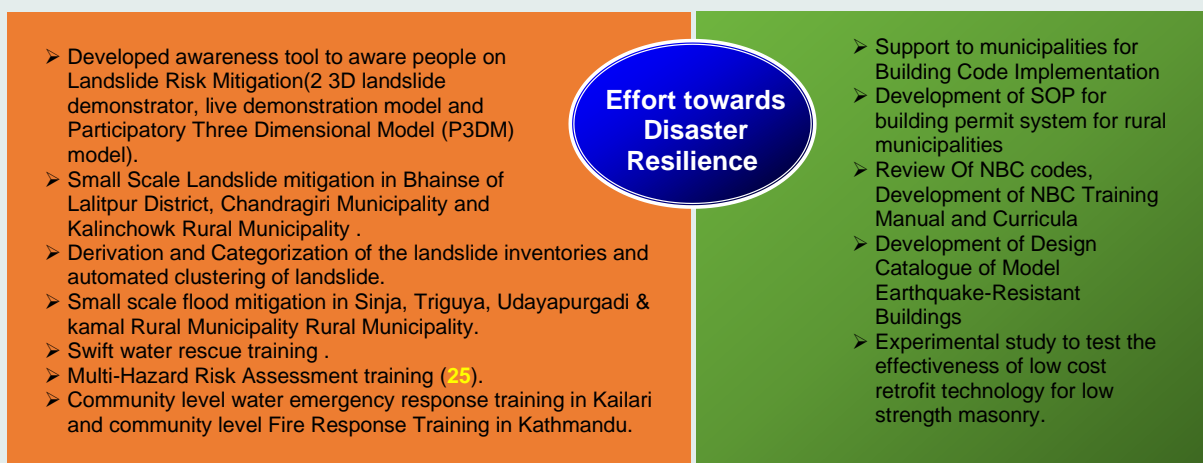 ➢ Developed awareness tool to aware people on
Landslide Risk Mitigation(2 3D landslide
demonstrator, live demonstration model and
Participatory Three Dimensional Model (P3DM)
model).
➢ Small Scale Landslide mitigation in Bhainse of
Lalitpur District, Chandragiri Municipality and
Kalinchowk Rural Municipality .
➢ Derivation and Categorization of the landslide inventories and
automated clustering of landslide.
➢ Small scale flood mitigation in Sinja, Triguya, Udayapurgadi &
kamal Rural Municipality Rural Municipality.
➢ Swift water rescue training .
➢ Multi-Hazard Risk Assessment training (25).
➢ Community level water emergency response training in Kailari
and community level Fire Response Training in Kathmandu.
Effort towards
Disaster
Resilience
➢ Support to municipalities for
Building Code Implementation
➢ Development of SOP for
building permit system for rural
municipalities
➢ Review Of NBC codes,
Development of NBC Training
Manual and Curricula
➢ Development of Design
Catalogue of Model
Earthquake-Resistant
Buildings
➢ Experimental study to test the
effectiveness of low cost
retrofit technology for low
strength masonry.